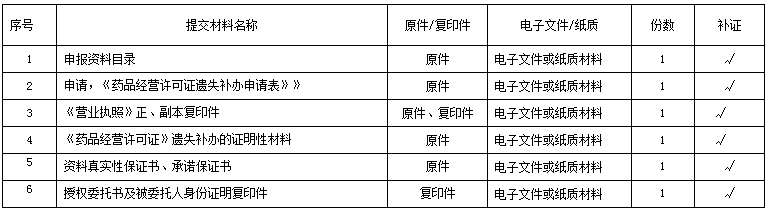 序号 提交材料名称 原件/复印件 电子文件/纸质 份数 补证
1 申报资料目录 原件 电子文件或纸质材料 1 √
2 申请，《药品经营许可证遗失补办申请表》》 原件 电子文件或纸质材料 1 √
3 《营业执照》正、副本复印件 原件、复印件 电子文件或纸质材料 1 √
4 《药品经营许可证》遗失补办的证明性材料 原件 电子文件或纸质材料 1 √
5 资料真实性保证书、承诺保证书 原件 电子文件或纸质材料 1 √
6 授权委托书及被委托人身份证明复印件 复印件 电子文件或纸质材料 1 √